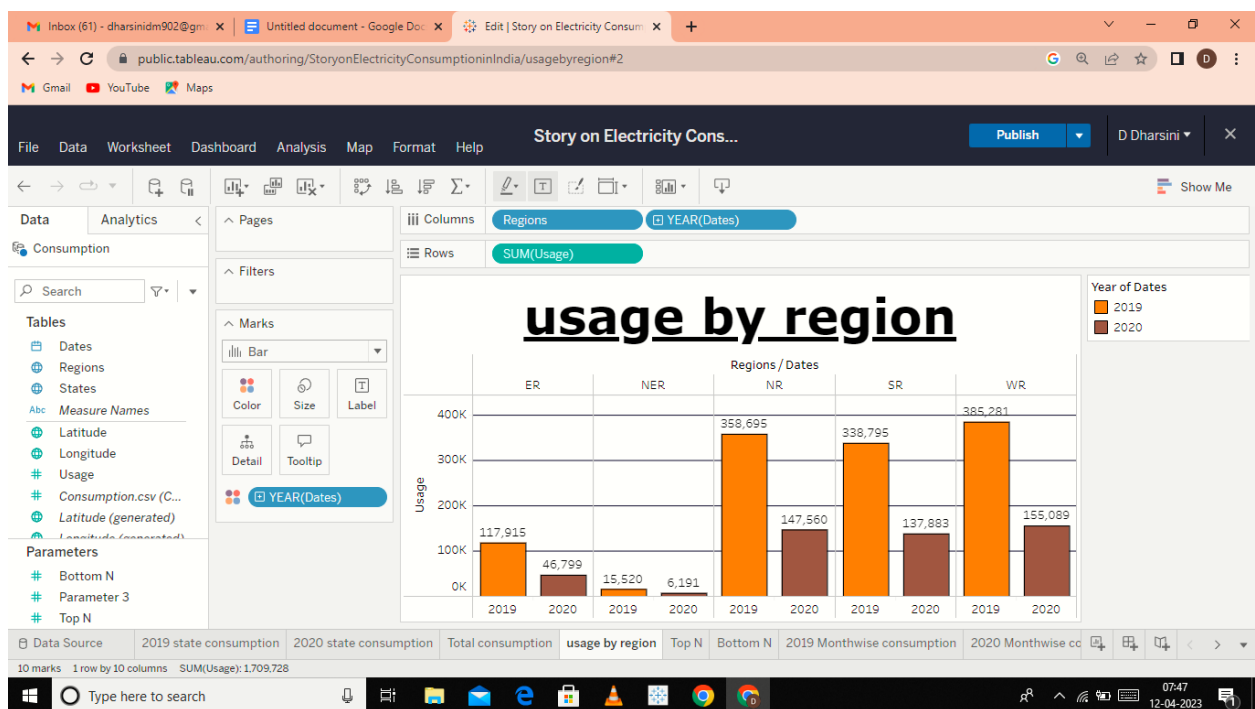 Inbox (61) - dharsinidm902@gm
Untitled document - Google Doc
Edit | Story on Electricity Consum
public.tableau.com/authoring/StoryonElectricityConsumptioninIndia/usagebyregion#2
G
D
Gmail
YouTube
Maps
Story on Electricity Cons...
Publish
D Dharsini
File Data Worksheet Dashboard Analysis Map Format Help
Show Me
Data
Analytics
Consumption
Search
Tables
Dates
Regions
States
Abc Measure Names
Latitude
Longitude
# Usage
# Consumption.csv (C...
Latitude (generated)
Longitude (generated)
Parameters
# Bottom N
# Parameter 3
# Top N
Pages
Filters
Marks
Bar
Color
Size
T
Label
Detail
Tooltip
YEAR(Dates)
iii Columns
Regions
YEAR(Dates)
Rows
SUM(Usage)
usage by region
Regions / Dates
ER NER NR SR WR
Usage
400K
300K
200K
100K
0K
117,915
46,799
15,520
6,191
358,695
147,560
338,795
137,883
385,281
155,089
2019 2020 2019 2020 2019 2020 2019 2020 2019 2020
Year of Dates
2019
2020
Data Source
2019 state consumption
2020 state consumption
Total consumption
usage by region
Top N
Bottom N
2019 Monthwise consumption
2020 Monthwise co
10 marks 1 row by 10 columns SUM(Usage): 1,709,728
Type here to search
07:47
12-04-2023
1